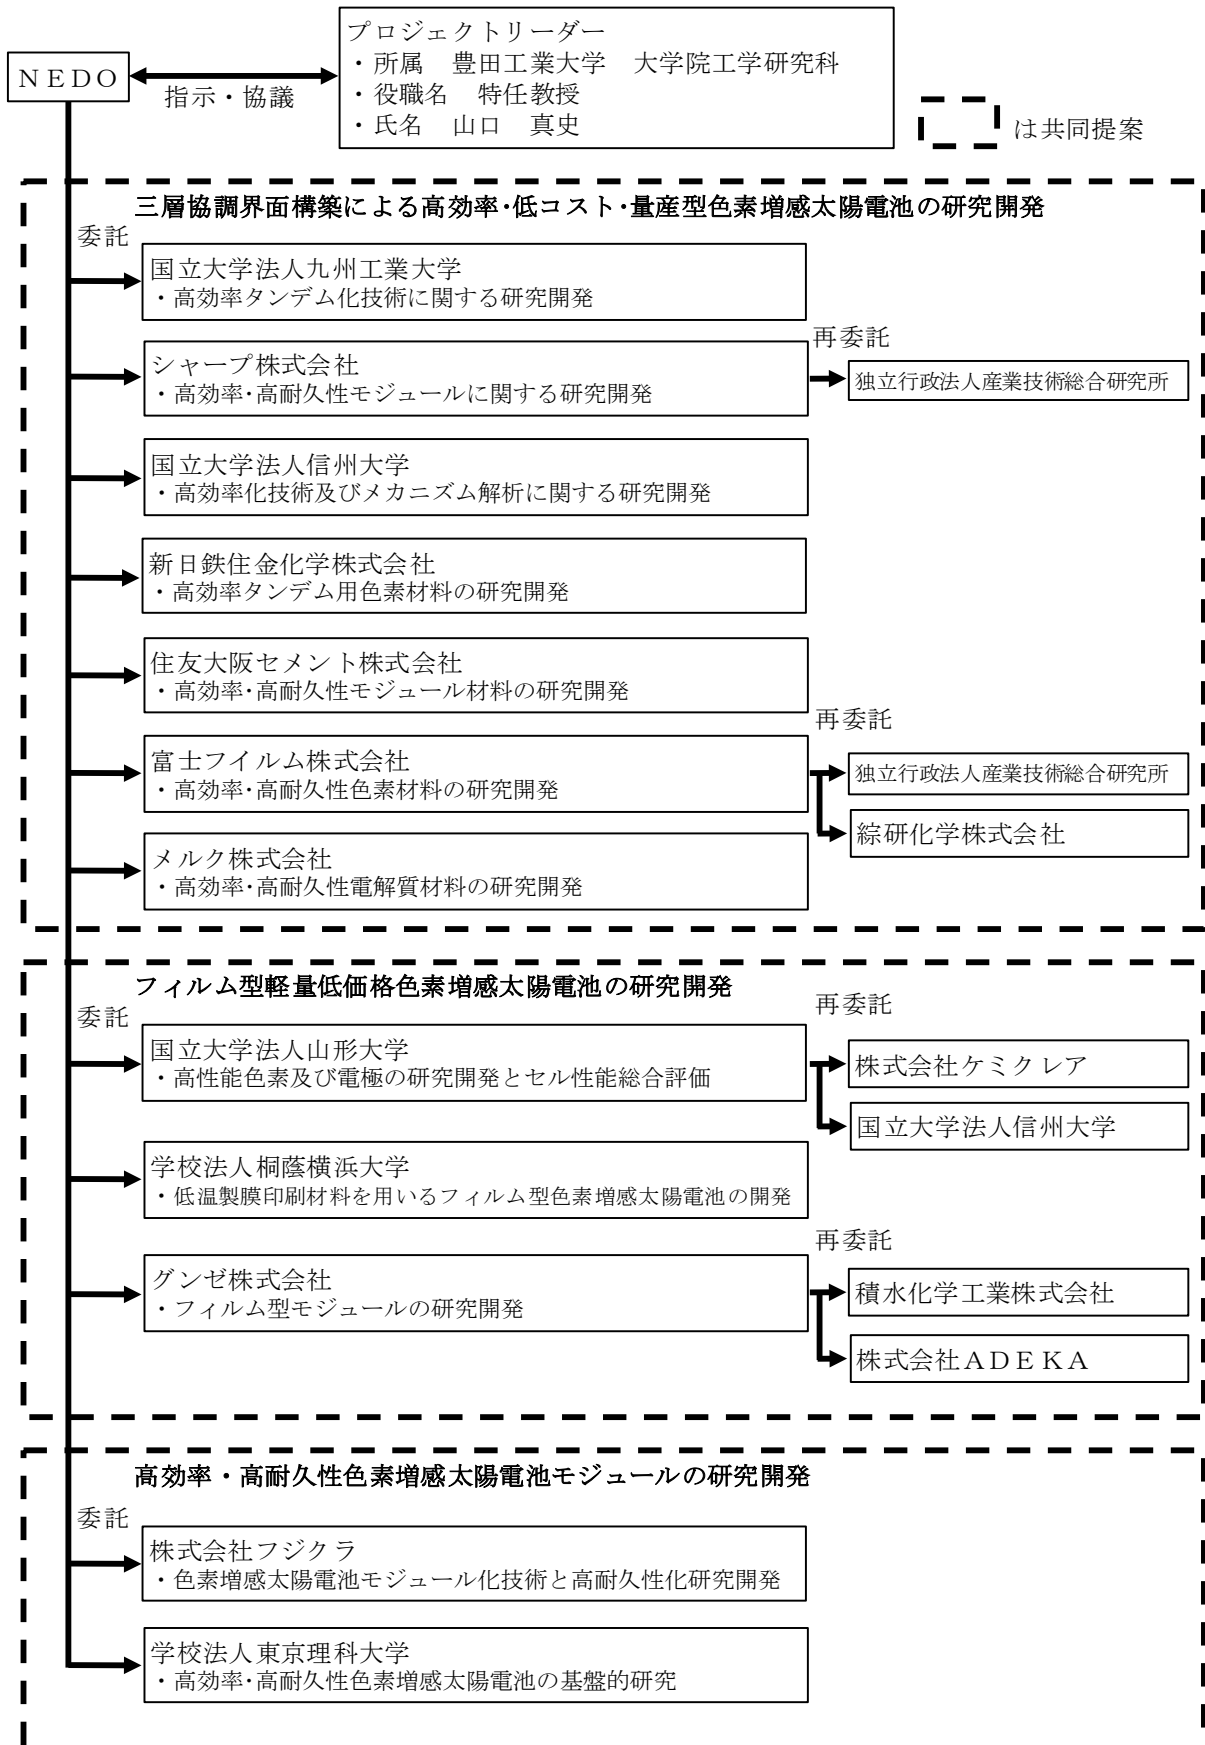 プロジェクトリーダー
・所属　豊田工業大学　大学院工学研究科
・役職名　特任教授
・氏名　山口　真史
ＮＥＤＯ
指示・協議
は共同提案
三層協調界面構築による高効率･低コスト･量産型色素増感太陽電池の研究開発
委託
国立大学法人九州工業大学
・高効率タンデム化技術に関する研究開発
再委託
シャープ株式会社
・高効率･高耐久性モジュールに関する研究開発
独立行政法人産業技術総合研究所
国立大学法人信州大学
・高効率化技術及びメカニズム解析に関する研究開発
新日鉄住金化学株式会社
・高効率タンデム用色素材料の研究開発
住友大阪セメント株式会社
・高効率･高耐久性モジュール材料の研究開発
再委託
富士フイルム株式会社
・高効率･高耐久性色素材料の研究開発
独立行政法人産業技術総合研究所
綜研化学株式会社
メルク株式会社
・高効率･高耐久性電解質材料の研究開発
フィルム型軽量低価格色素増感太陽電池の研究開発
委託
再委託
国立大学法人山形大学
・高性能色素及び電極の研究開発とセル性能総合評価
株式会社ケミクレア
国立大学法人信州大学
学校法人桐蔭横浜大学
・低温製膜印刷材料を用いるフィルム型色素増感太陽電池の開発
再委託
グンゼ株式会社
・フィルム型モジュールの研究開発
積水化学工業株式会社
株式会社ＡＤＥＫＡ
高効率・高耐久性色素増感太陽電池モジュールの研究開発
委託
株式会社フジクラ
・色素増感太陽電池モジュール化技術と高耐久性化研究開発
学校法人東京理科大学
・高効率･高耐久性色素増感太陽電池の基盤的研究